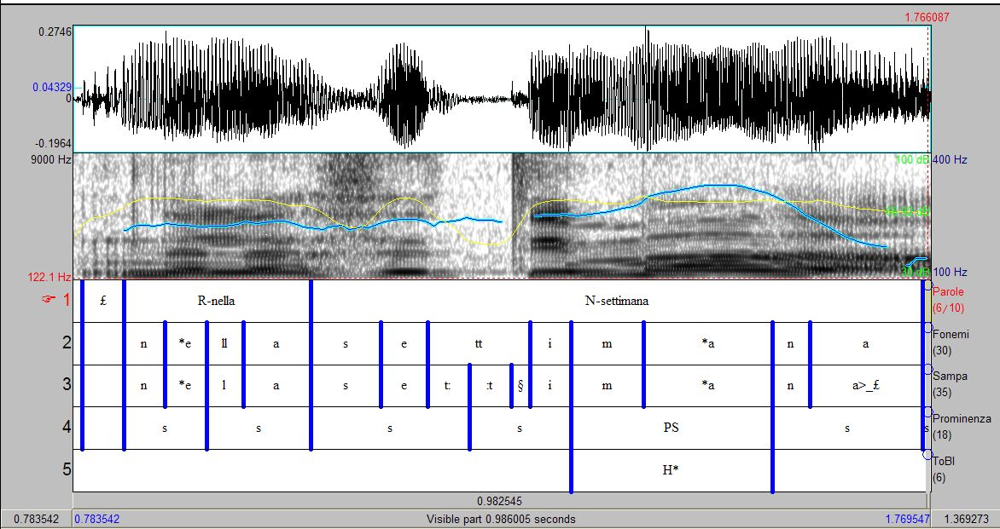 1.766087
0.2746
0.04329
0
-0.1964
9000 Hz 100 dB 400 Hz
122.1 Hz 30 dB 100 Hz
☞ 1 £ R-nella N-settimana Parole
(6/10)
2 n *e ll a s e tt i m *a n a Fonemi
(30)
3 n *e l a s e t: :t § i m *a n a>_£ Sampa
(35)
4 s s s s PS s s Prominenza
(18)
5 H* ToBI
(6)
0.982545
0.783542 0.783542 Visible part 0.986005 seconds 1.769547 1.369273